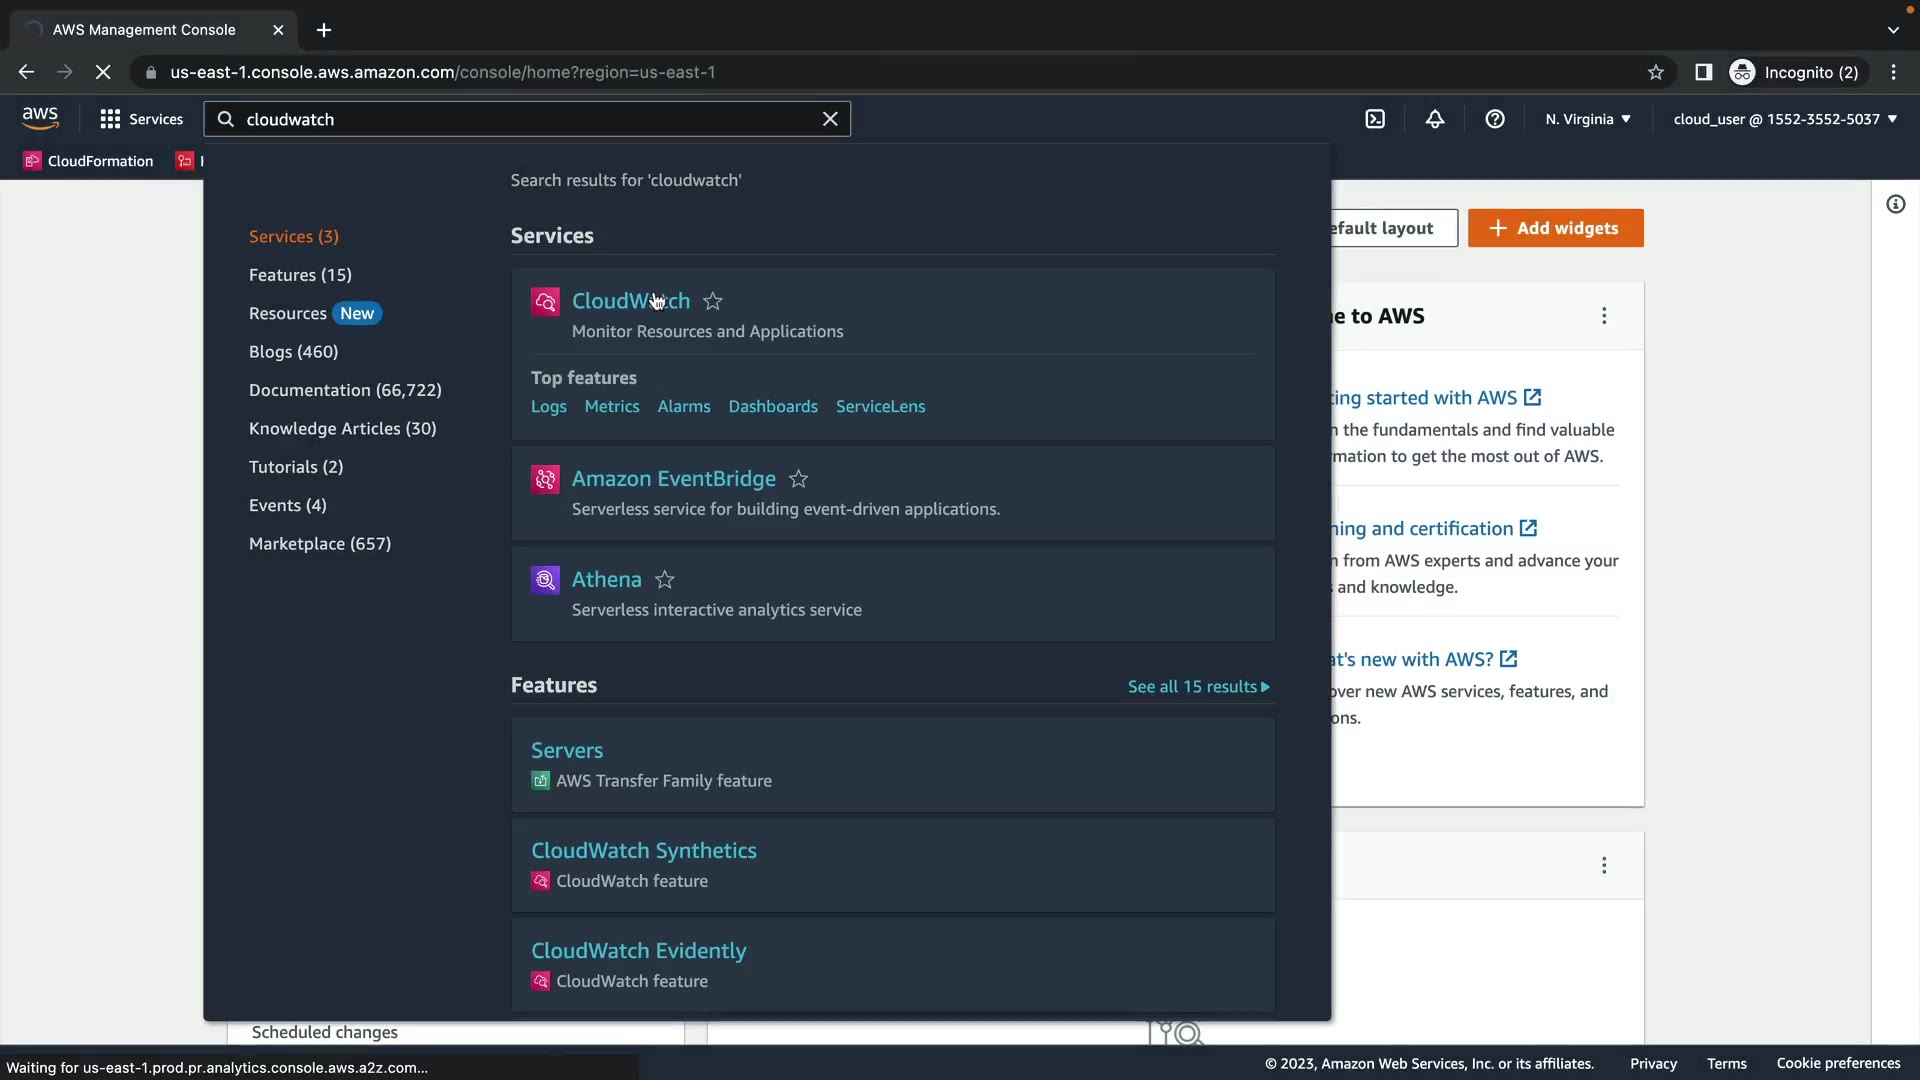 AWS Management Console
us-east-1.console.aws.amazon.com/console/home?region=us-east-1
Incognito (2)
aws
Services
cloudwatch
N. Virginia
cloud_user @ 1552-3552-5037
CloudFormation
Search results for 'cloudwatch'
Services (3)
Features (15)
Resources New
Blogs (460)
Documentation (66,722)
Knowledge Articles (30)
Tutorials (2)
Events (4)
Marketplace (657)
Services
CloudWatch
Monitor Resources and Applications
Top features
Logs Metrics Alarms Dashboards ServiceLens
Amazon EventBridge
Serverless service for building event-driven applications.
Athena
Serverless interactive analytics service
Features
See all 15 results
Servers
AWS Transfer Family feature
CloudWatch Synthetics
CloudWatch feature
CloudWatch Evidently
CloudWatch feature
efault layout
Add widgets
e to AWS
ing started with AWS
n the fundamentals and find valuable
mation to get the most out of AWS.
ning and certification
n from AWS experts and advance your
s and knowledge.
at's new with AWS?
over new AWS services, features, and
ons.
Scheduled changes
Waiting for us-east-1.prod.pr.analytics.console.aws.a2z.com...
© 2023, Amazon Web Services, Inc. or its affiliates.
Privacy
Terms
Cookie preferences